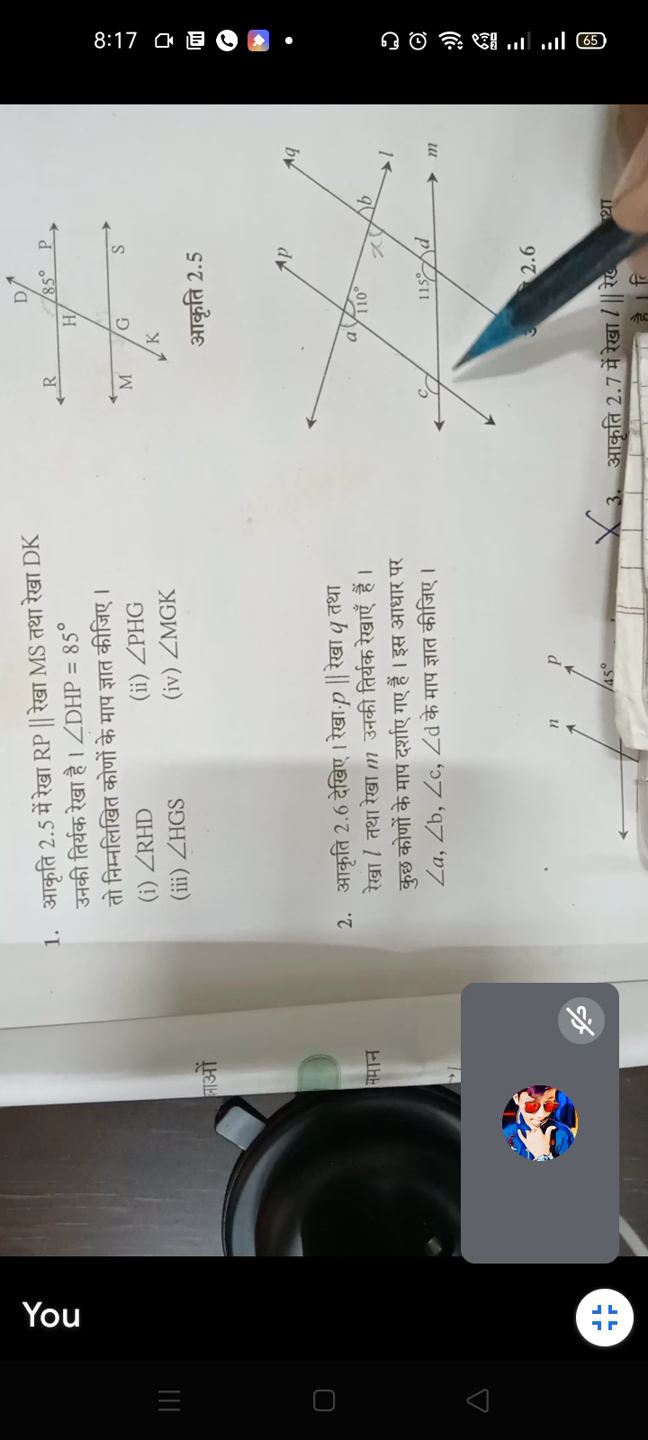 8:17
65
1. आकृति 2.5 में रेखा RP || रेखा MS तथा रेखा DK
उनकी तिर्यक रेखा है । ∠DHP = 85°
तो निम्नलिखित कोणों के माप ज्ञात कीजिए ।
(i) ∠RHD (ii) ∠PHG
(iii) ∠HGS (iv) ∠MGK
D
R H 85° P
M G S
K
आकृति 2.5
2. आकृति 2.6 देखिए । रेखा p || रेखा q तथा
रेखा l तथा रेखा m उनकी तिर्यक रेखाएँ हैं ।
कुछ कोणों के माप दर्शाए गए हैं । इस आधार पर
∠a, ∠b, ∠c, ∠d के माप ज्ञात कीजिए ।
p q
a 110° x b l
c 115° d m
2.6
3. आकृति 2.7 में रेखा l ||
n p
45°
You